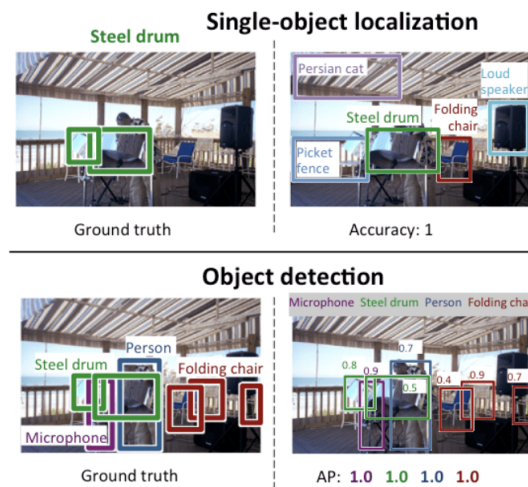 Single-object localization
Steel drum
Persian cat
Loud
speaker
Steel drum
Folding
chair
Picket
fence
Ground truth
Accuracy: 1
Object detection
Microphone Steel drum Person Folding chair
Person
0.7
Steel drum
Folding chair
0.8
0.9
0.5
0.4
0.9
0.7
Microphone
Ground truth
AP: 1.0 1.0 1.0 1.0